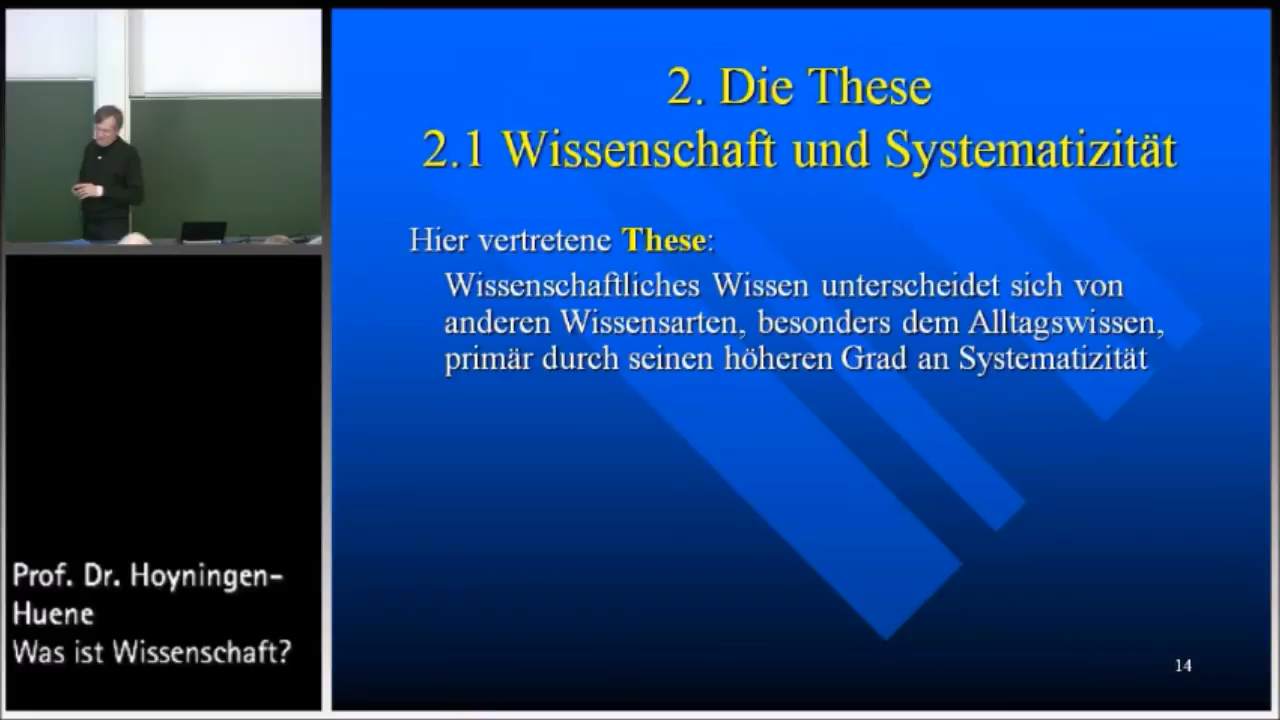 2. Die These
2.1 Wissenschaft und Systematizität
Hier vertretene These:
Wissenschaftliches Wissen unterscheidet sich von
anderen Wissensarten, besonders dem Alltagswissen,
primär durch seinen höheren Grad an Systematizität
Prof. Dr. Hoyningen-
Huene
Was ist Wissenschaft?
14